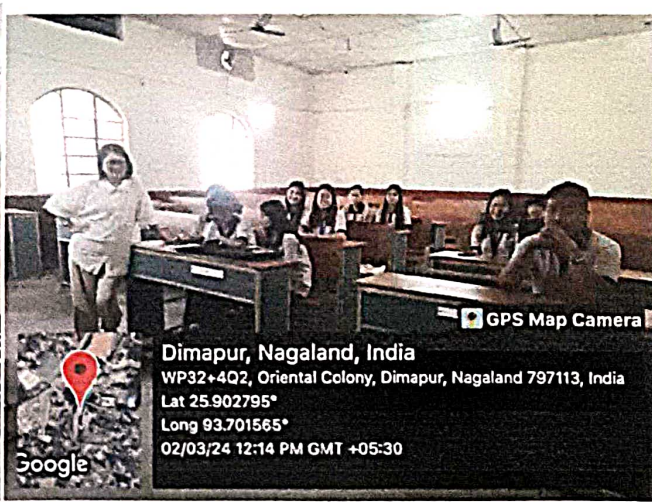 GPS Map Camera
Dimapur, Nagaland, India
WP32+4Q2, Oriental Colony, Dimapur, Nagaland 797113, India
Lat 25.902795°
Long 93.701565°
02/03/24 12:14 PM GMT +05:30
Google